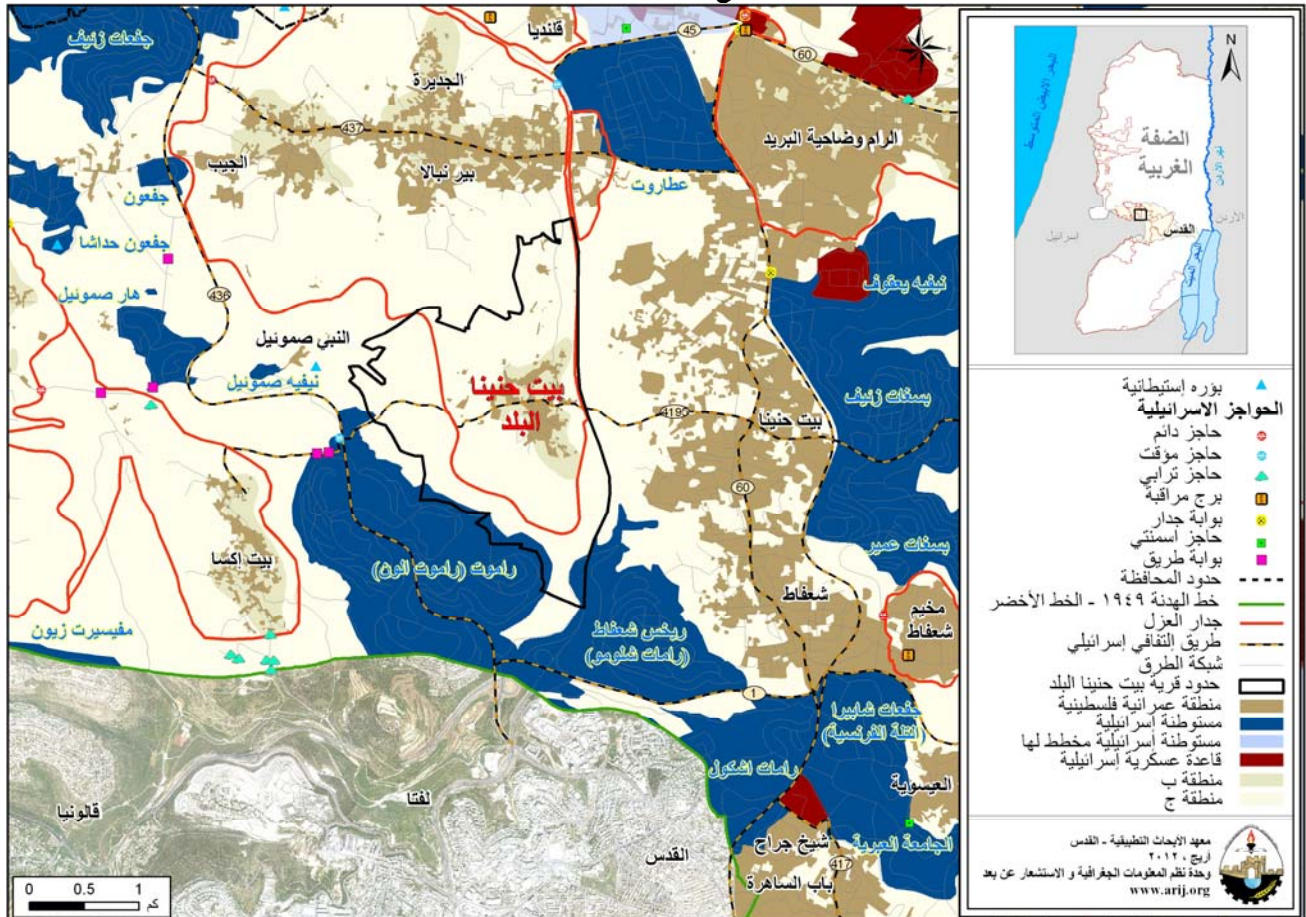 جفعات زئيف
قلنديا
45
60
الجديرة
437
الرام وضاحية البريد
الجيب
بير نبالا
عطاروت
جفعون
جفعون حداشا
نيفيه يعقوف
هار صموئيل
436
النبي صموئيل
نيفيه صموئيل
بيت حنينا
البلد
4195
بيت حنينا
بسغات زئيف
60
بسغات عمير
بيت إكسا
راموت (راموت الون)
شعفاط
مخيم
شعفاط
ريخس شعفاط
(رامات شلومو)
مفيسيرت زيون
1
جفعات شابيرا
(التلة الفرنسية)
رامات اشكول
العيسوية
لفتا
قالونيا
القدس
شيخ جراح
الجامعة العبرية
417
باب الساهرة
0 0.5 1
كم
N
البحر الابيض المتوسط
الضفة
الغربية
نهر الاردن
الأردن
القدس
اسرائيل
البحر الميت
بؤره إستيطانية
الحواجز الاسرائيلية
حاجز دائم
حاجز مؤقت
حاجز ترابي
برج مراقبة
بوابة جدار
حاجز اسمنتي
بوابة طريق
حدود المحافظة
خط الهدنة ١٩٤٩ - الخط الأخضر
جدار العزل
طريق إلتفافي إسرائيلي
شبكة الطرق
حدود قرية بيت حنينا البلد
منطقة عمرانية فلسطينية
مستوطنة إسرائيلية
مستوطنة إسرائيلية مخطط لها
قاعدة عسكرية إسرائيلية
منطقة ب
منطقة ج
معهد الأبحاث التطبيقية - القدس
أريج ، ٢٠١٢
وحدة نظم المعلومات الجغرافية و الاستشعار عن بعد
www.arij.org